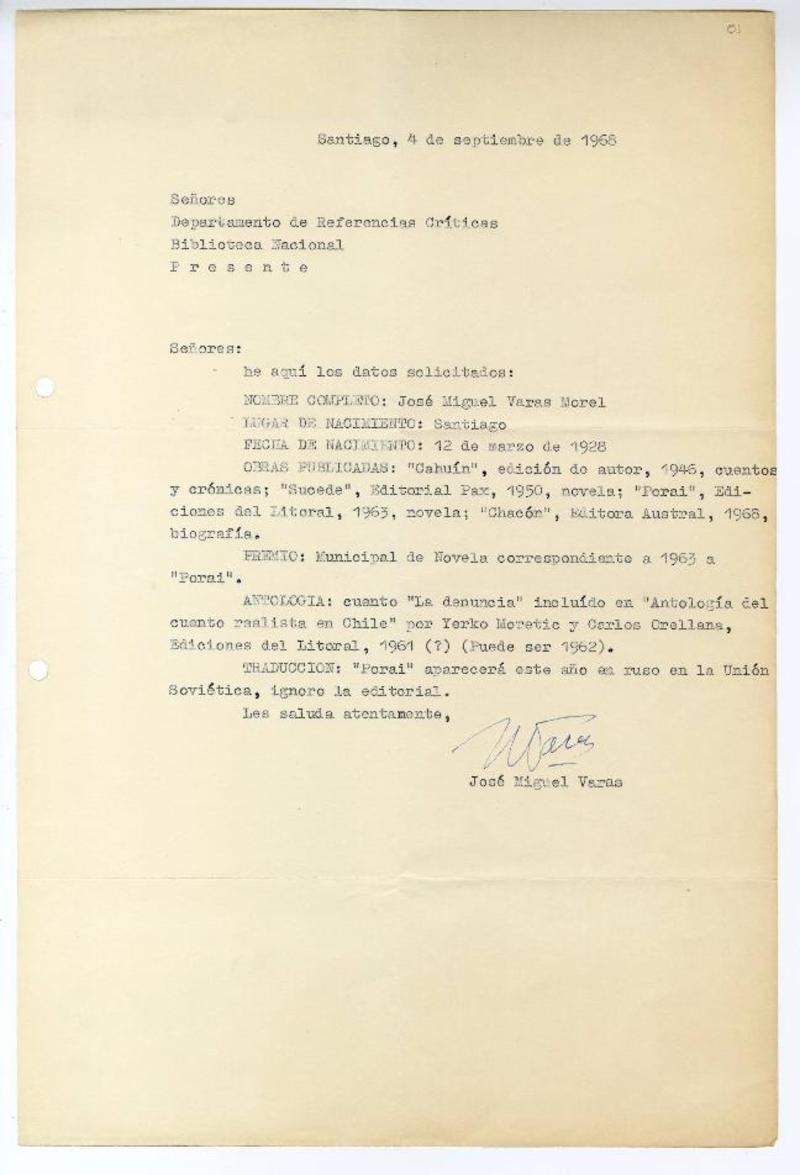 01
Santiago, 4 de septiembre de 1968
Señores
Departamento de Referencias Críticas
Biblioteca Nacional
P r e s e n t e
Señores:
he aquí los datos solicitados:
NOMBRE COMPLETO: José Miguel Varas Morel
LUGAR DE NACIMIENTO: Santiago
FECHA DE NACIMIENTO: 12 de marzo de 1928
OBRAS PUBLICADAS: "Cahuín", edición de autor, 1946, cuentos
y crónicas; "Sucede", Editorial Pax, 1950, novela; "Porai", Edi-
ciones del Litoral, 1963, novela; "Chacón", Editora Austral, 1968,
biografía.
PREMIO: Municipal de Novela correspondiente a 1963 a
"Porai".
ANTOLOGIA: cuento "La denuncia" incluído en "Antología del
cuento realista en Chile" por Yerko Moretic y Carlos Orellana,
Ediciones del Litoral, 1961 (?) (Puede ser 1962).
TRADUCCION: "Porai" aparecerá este año en ruso en la Unión
Soviética, ignoro la editorial.
Les saluda atentamente,
José Miguel Varas